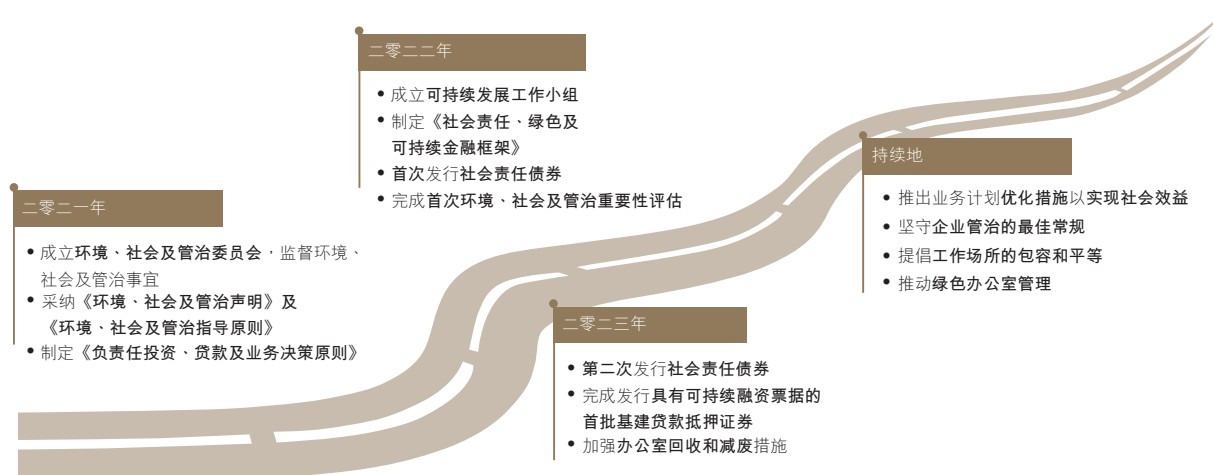 二零二一年
• 成立环境、社会及管治委员会，监督环境、
社会及管治事宜
• 采纳《环境、社会及管治声明》及
《环境、社会及管治指导原则》
• 制定《负责任投资、贷款及业务决策原则》
二零二二年
• 成立可持续发展工作小组
• 制定《社会责任、绿色及
可持续金融框架》
• 首次发行社会责任债券
• 完成首次环境、社会及管治重要性评估
二零二三年
• 第二次发行社会责任债券
• 完成发行具有可持续融资票据的
首批基建贷款抵押证券
• 加强办公室回收和减废措施
持续地
• 推出业务计划优化措施以实现社会效益
• 坚守企业管治的最佳常规
• 提倡工作场所的包容和平等
• 推动绿色办公室管理